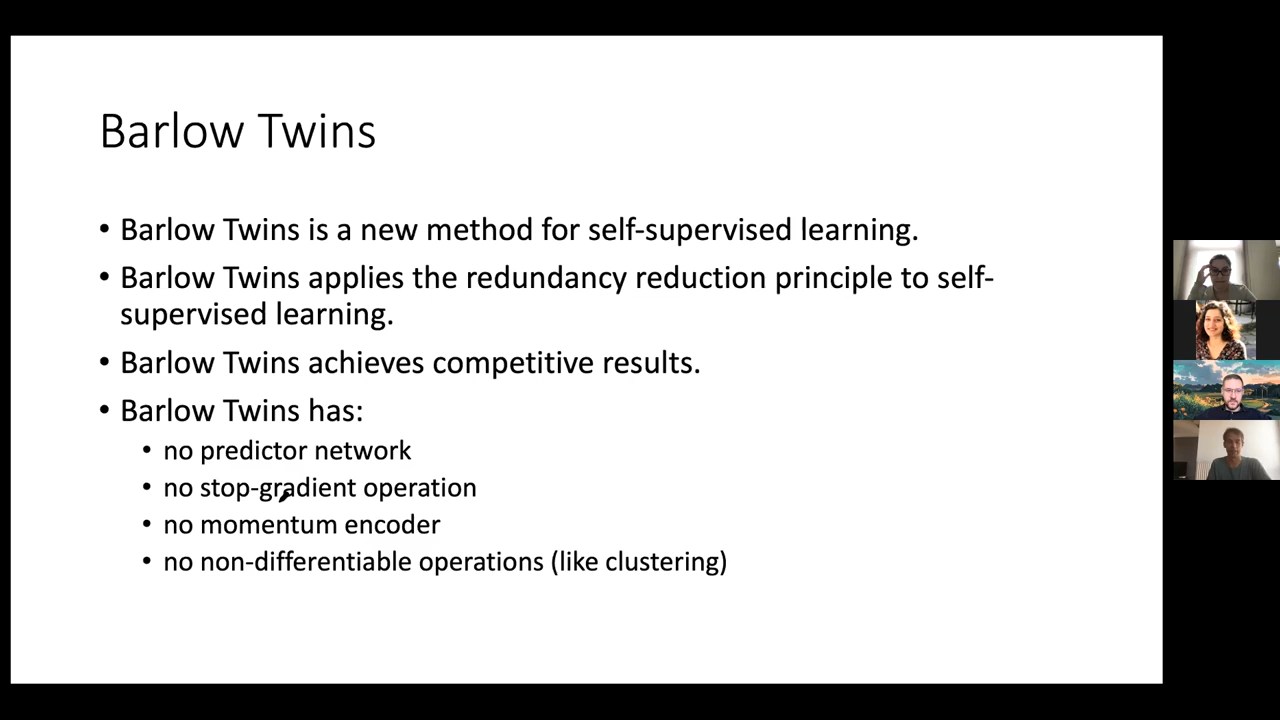 Barlow Twins
• Barlow Twins is a new method for self-supervised learning.
• Barlow Twins applies the redundancy reduction principle to self-
supervised learning.
• Barlow Twins achieves competitive results.
• Barlow Twins has:
• no predictor network
• no stop-gradient operation
• no momentum encoder
• no non-differentiable operations (like clustering)